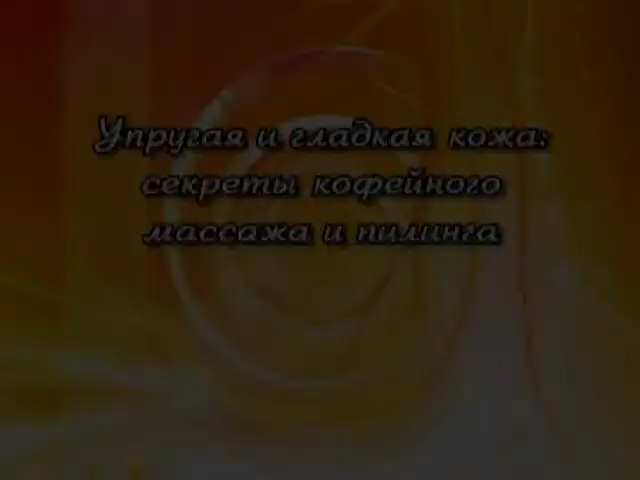 Упругая и гладкая кожа:
секреты кофейного
массажа и пилинга